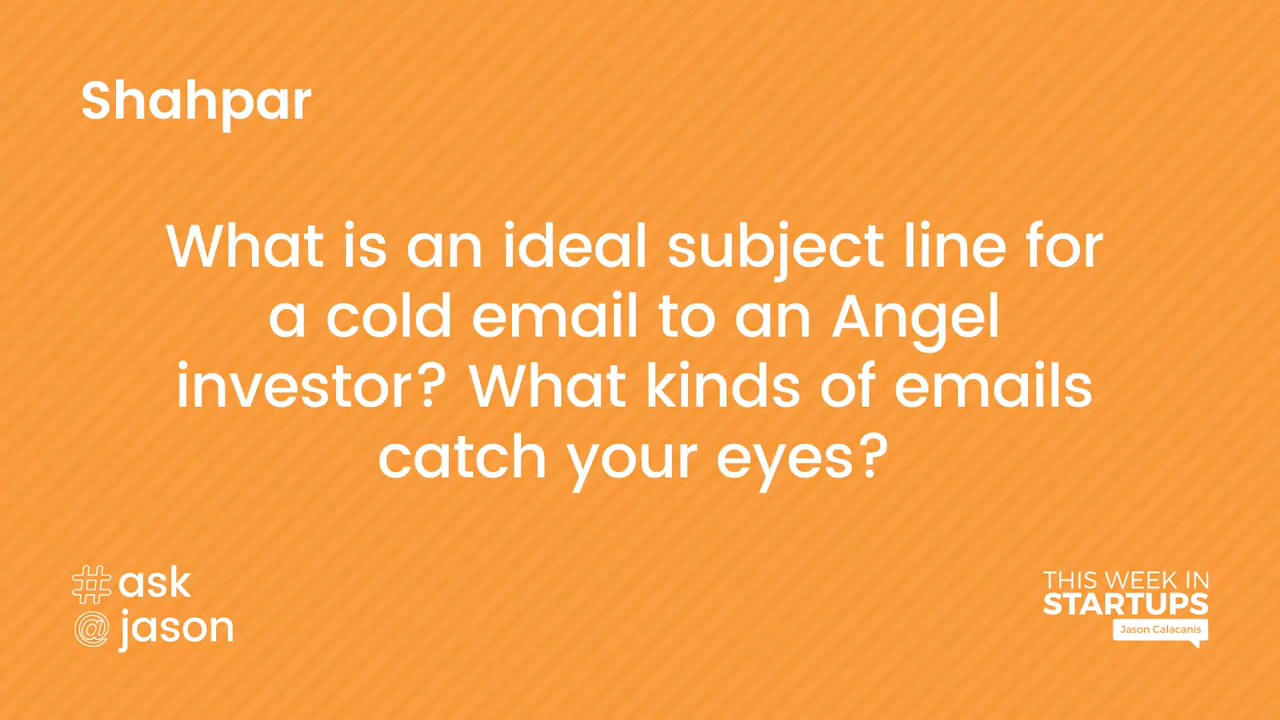 Shahpar
What is an ideal subject line for
a cold email to an Angel
investor? What kinds of emails
catch your eyes?
#ask
@jason
THIS WEEK IN
STARTUPS
Jason Calacanis